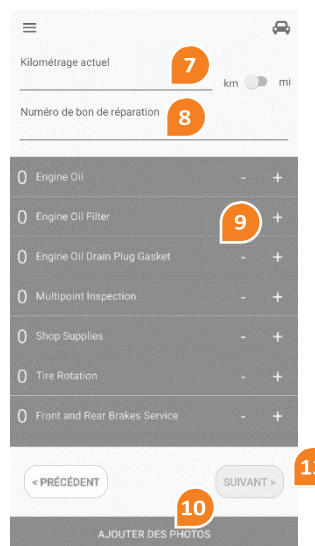 Kilométrage actuel
7
km mi
Numéro de bon de réparation
8
0 Engine Oil - +
0 Engine Oil Filter 9 +
0 Engine Oil Drain Plug Gasket - +
0 Multipoint Inspection - +
0 Shop Supplies - +
0 Tire Rotation - +
0 Front and Rear Brakes Service - +
< PRÉCÉDENT SUIVANT >
10
AJOUTER DES PHOTOS